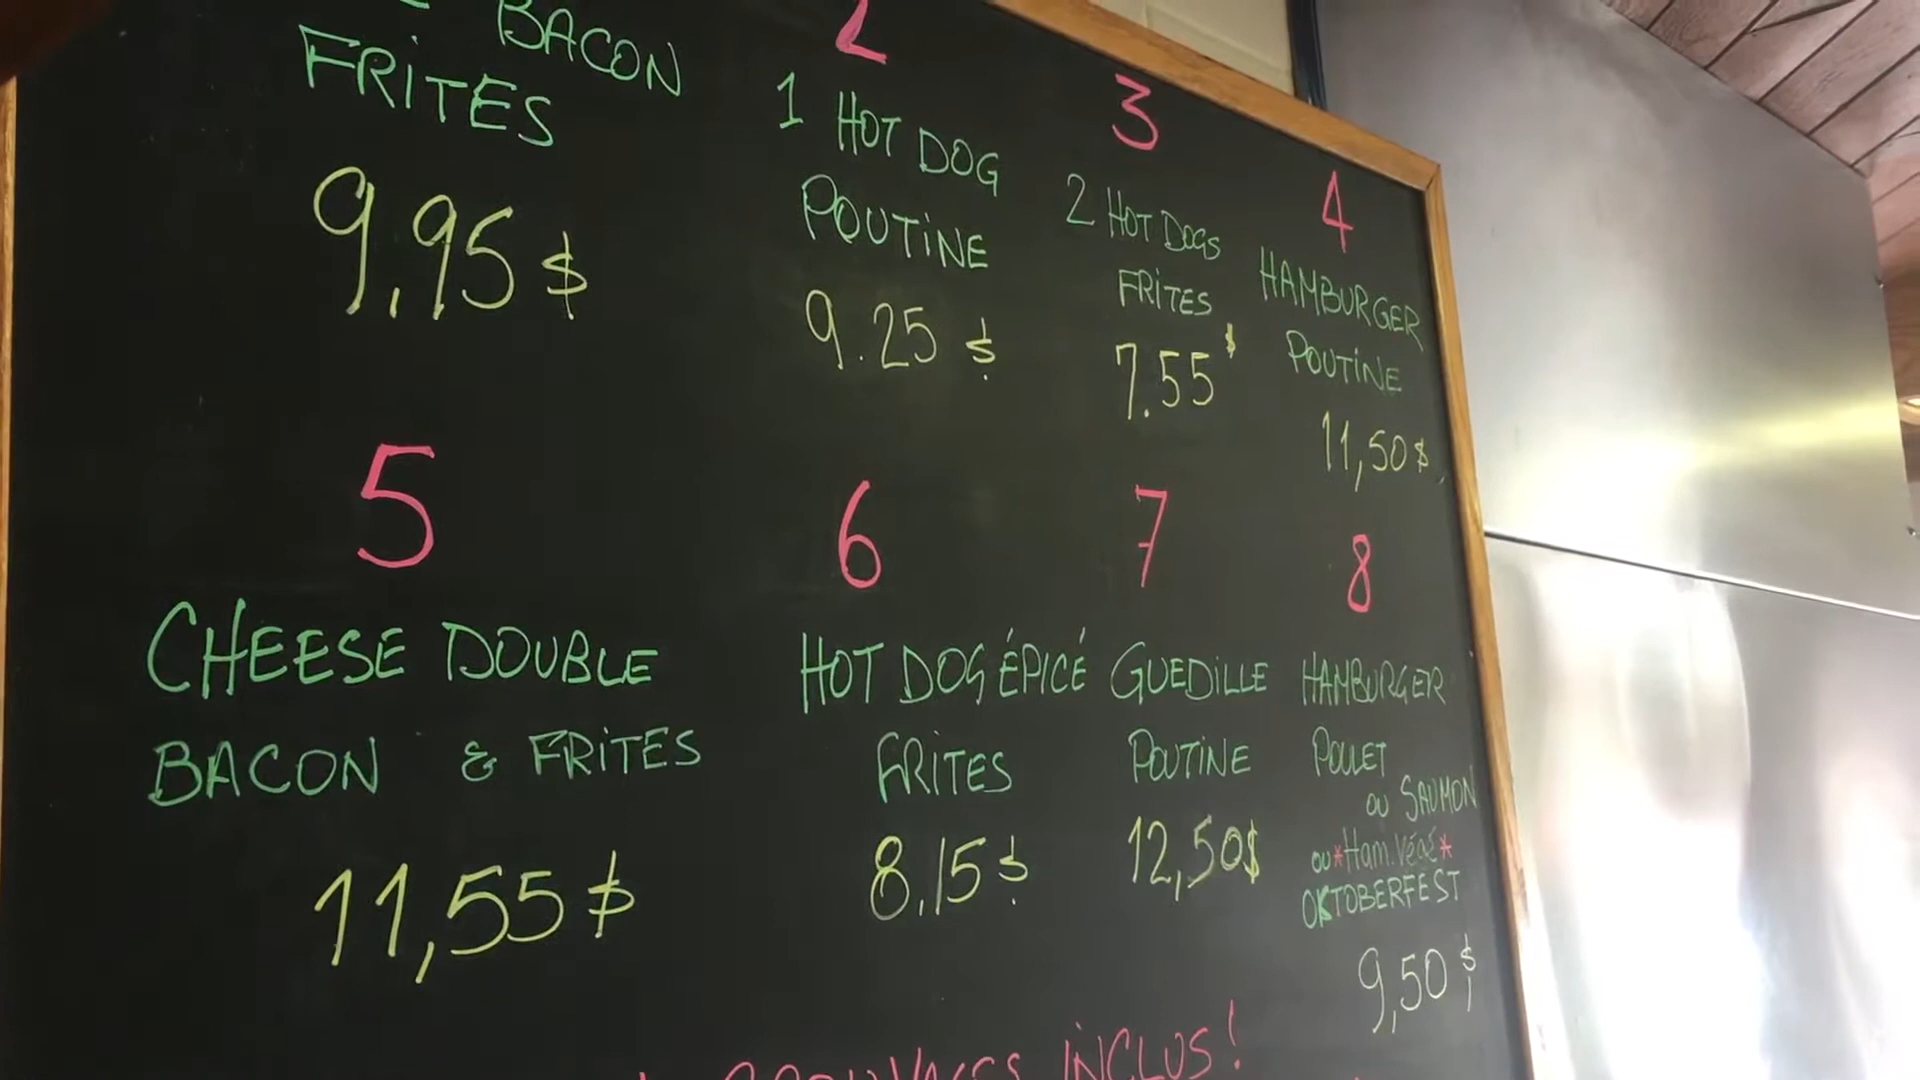 BACON
FRITES
9,95 $
2
1 HOT DOG
POUTINE
9.25 $
3
2 HOT DOGS
FRITES
7.55 $
4
HAMBURGER
POUTINE
11,50 $
5
CHEESE DOUBLE
BACON & FRITES
11,55 $
6
HOT DOG ÉPICÉ
FRITES
8,15 $
7
GUEDILLE
POUTINE
12,50 $
8
HAMBURGER
POULET
OU SAUMON
OU *Ham. Végé*
OKTOBERFEST
9,50 $
INCLUS!